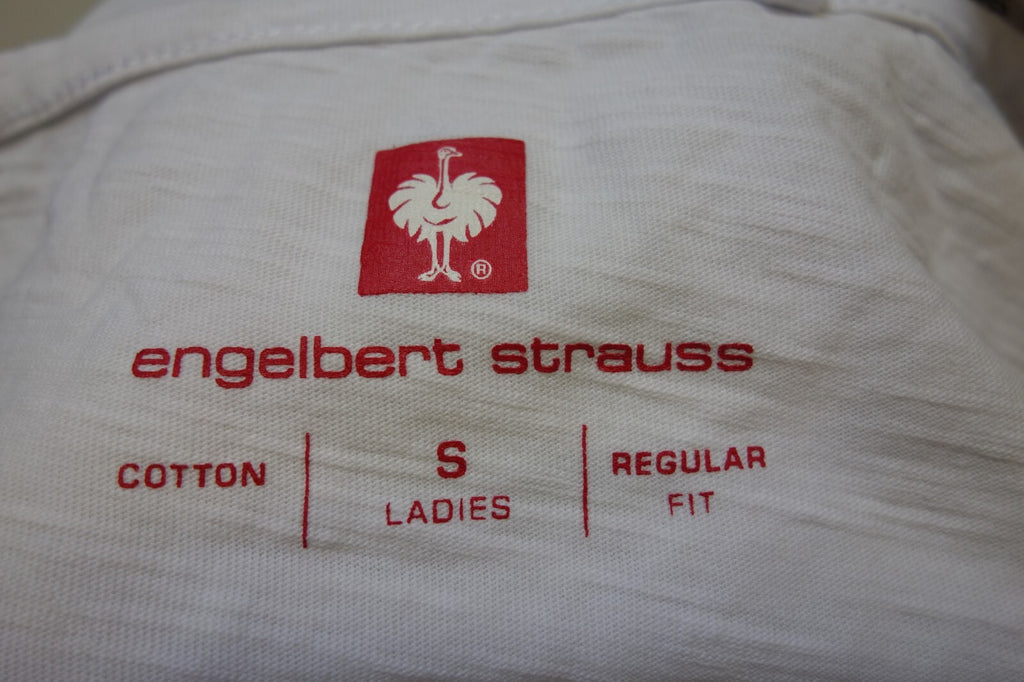 ®
engelbert strauss
COTTON
S
LADIES
REGULAR
FIT